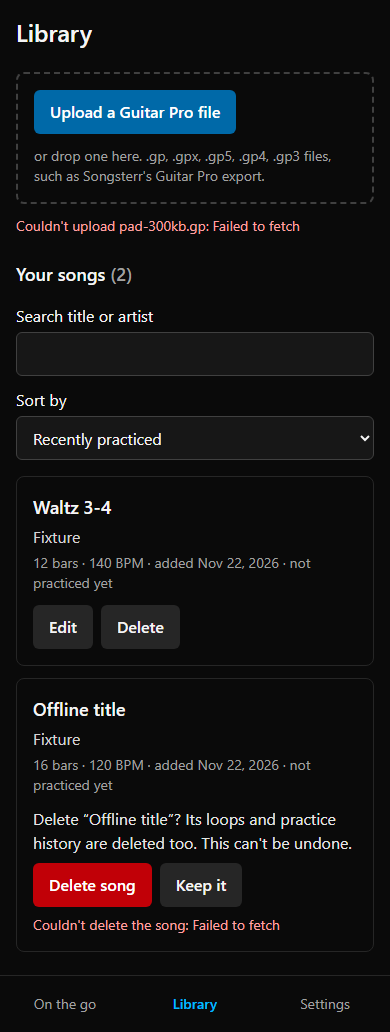 Library
Upload a Guitar Pro file
or drop one here. .gp, .gpx, .gp5, .gp4, .gp3 files,
such as Songsterr's Guitar Pro export.
Couldn't upload pad-300kb.gp: Failed to fetch
Your songs (2)
Search title or artist
Sort by
Recently practiced
Waltz 3-4
Fixture
12 bars · 140 BPM · added Nov 22, 2026 · not
practiced yet
Edit Delete
Offline title
Fixture
16 bars · 120 BPM · added Nov 22, 2026 · not
practiced yet
Delete “Offline title”? Its loops and practice
history are deleted too. This can't be undone.
Delete song Keep it
Couldn't delete the song: Failed to fetch
On the go Library Settings